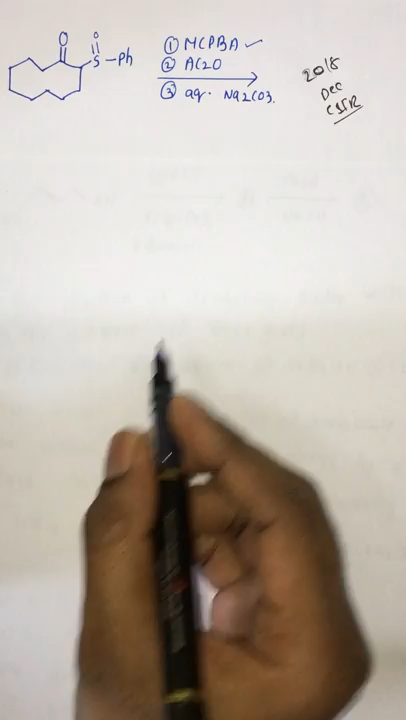 O O
S-Ph
① MCPBA ✓
② AC2O
③ aq. Na2CO3.
2018
Dec
CSIR